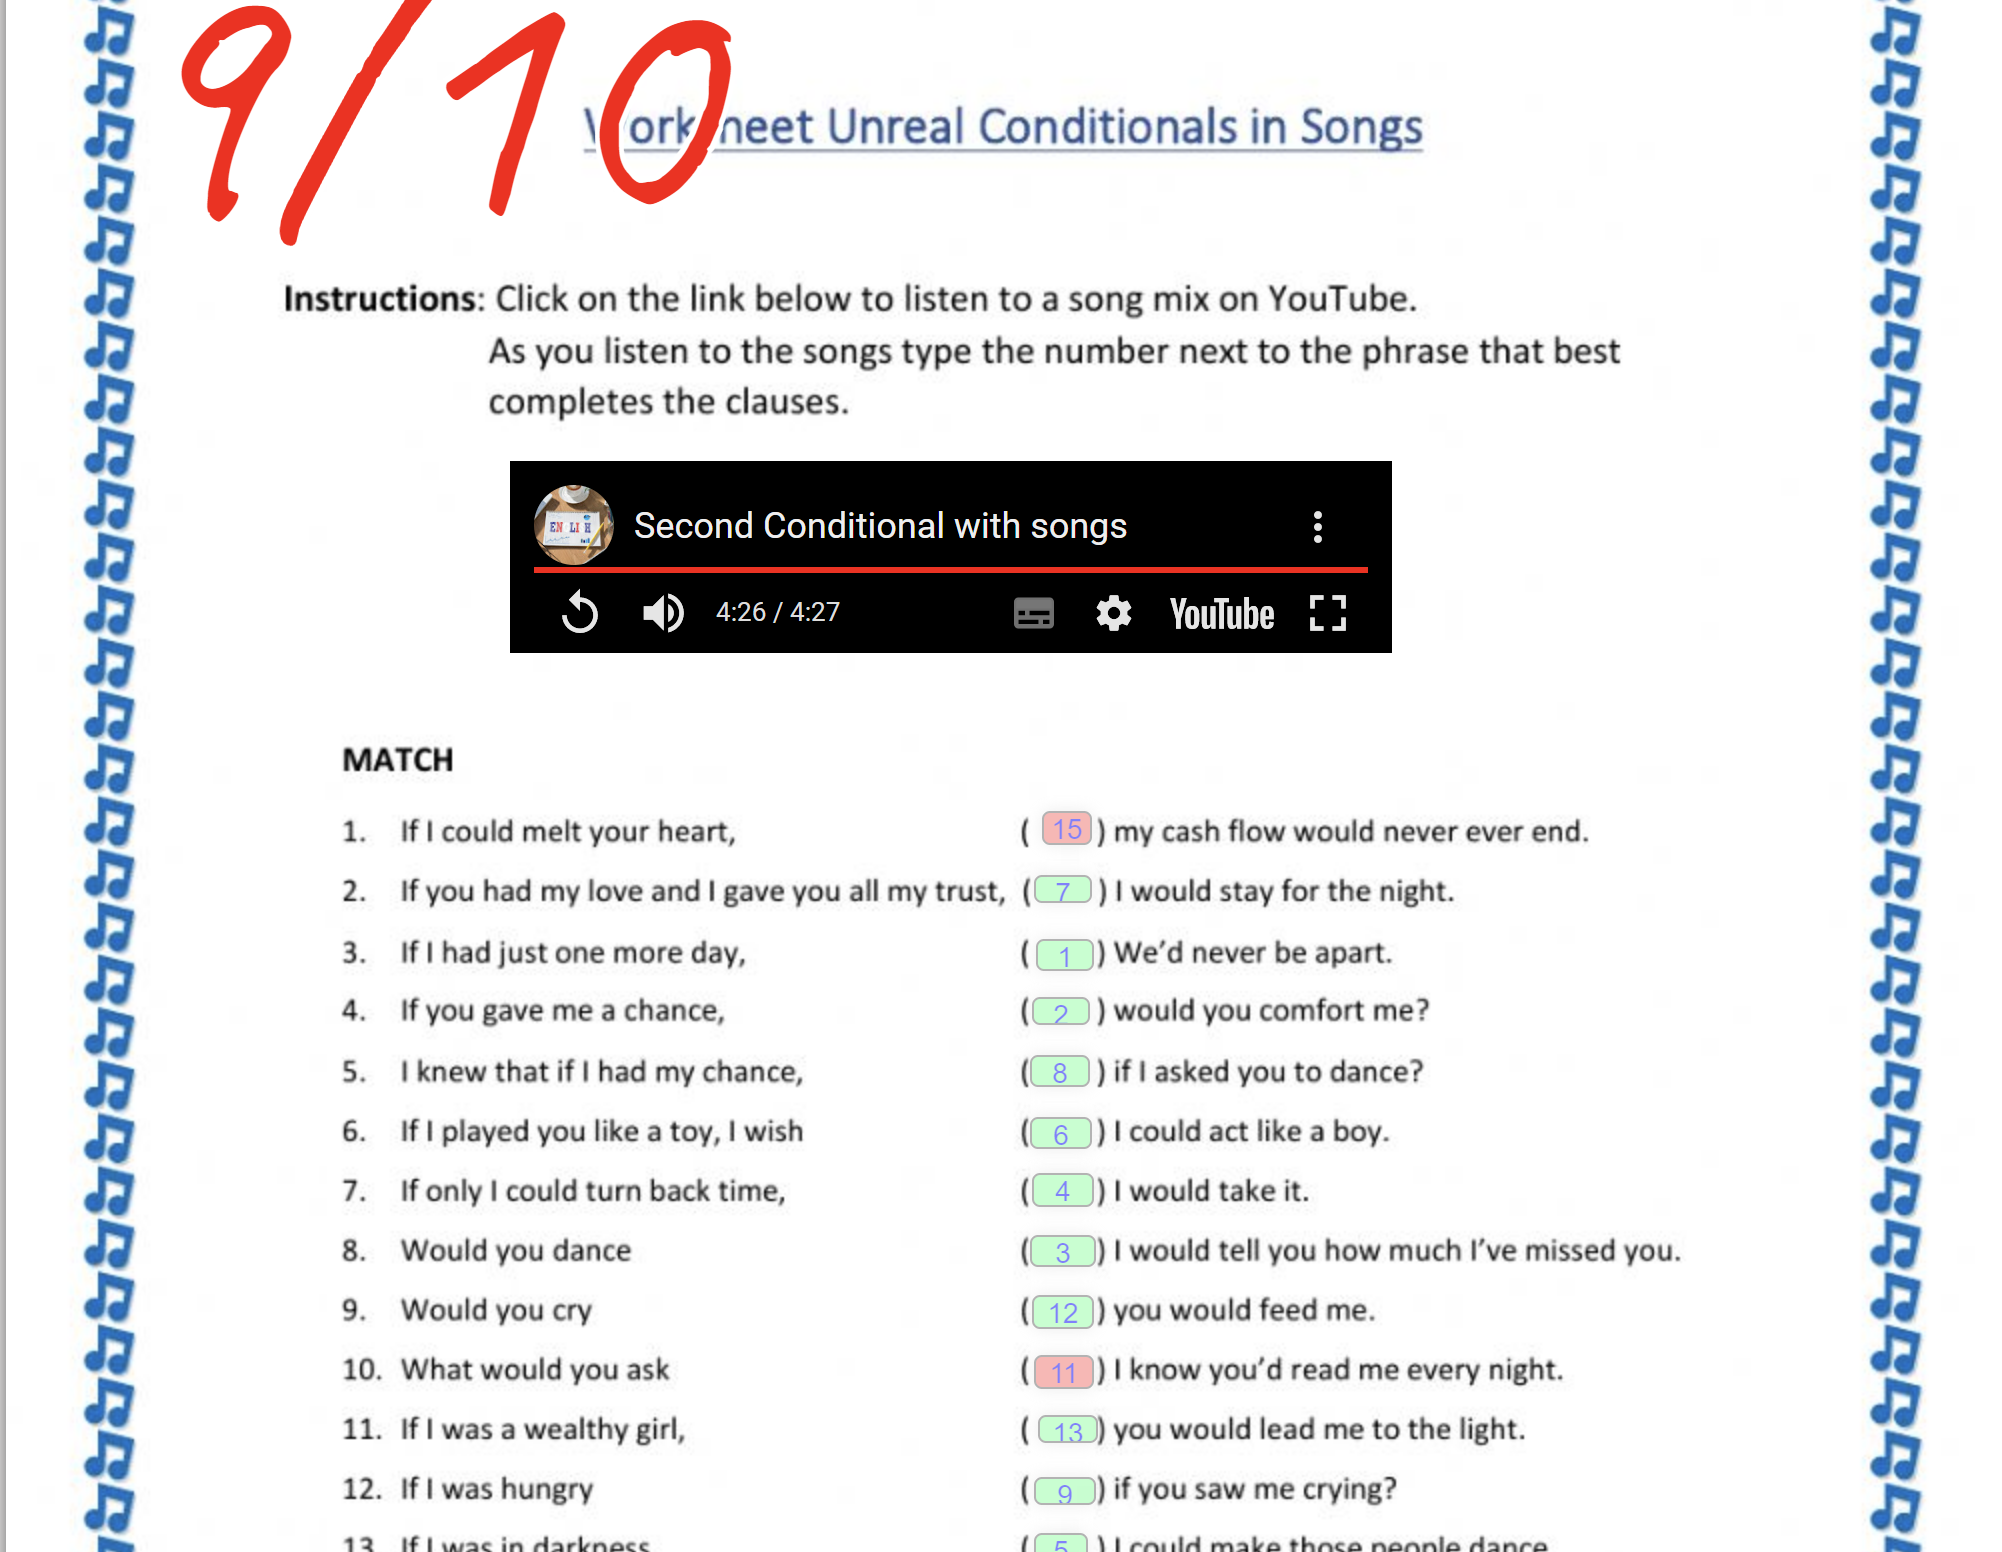 9/10
Worksheet Unreal Conditionals in Songs
Instructions: Click on the link below to listen to a song mix on YouTube.
As you listen to the songs type the number next to the phrase that best
completes the clauses.
EN LI H
Second Conditional with songs
4:26 / 4:27
YouTube
MATCH
1. If I could melt your heart, ( 15 ) my cash flow would never ever end.
2. If you had my love and I gave you all my trust, ( 7 ) I would stay for the night.
3. If I had just one more day, ( 1 ) We'd never be apart.
4. If you gave me a chance, ( 2 ) would you comfort me?
5. I knew that if I had my chance, ( 8 ) if I asked you to dance?
6. If I played you like a toy, I wish ( 6 ) I could act like a boy.
7. If only I could turn back time, ( 4 ) I would take it.
8. Would you dance ( 3 ) I would tell you how much I've missed you.
9. Would you cry ( 12 ) you would feed me.
10. What would you ask ( 11 ) I know you'd read me every night.
11. If I was a wealthy girl, ( 13 ) you would lead me to the light.
12. If I was hungry ( 9 ) if you saw me crying?
13. If I was in darkness ( 5 ) I could make those people dance